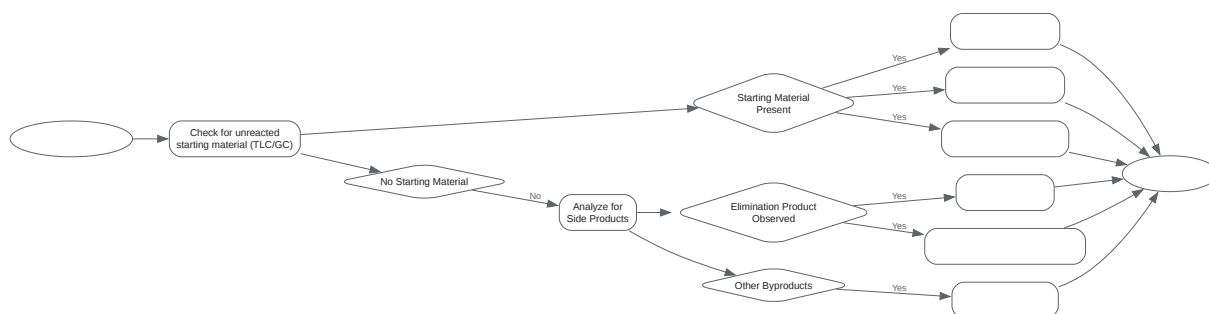 Check for unreacted
starting material (TLC/GC)
No Starting Material
No
Analyze for
Side Products
Starting Material
Present
Yes
Yes
Yes
Elimination Product
Observed
Yes
Yes
Other Byproducts
Yes